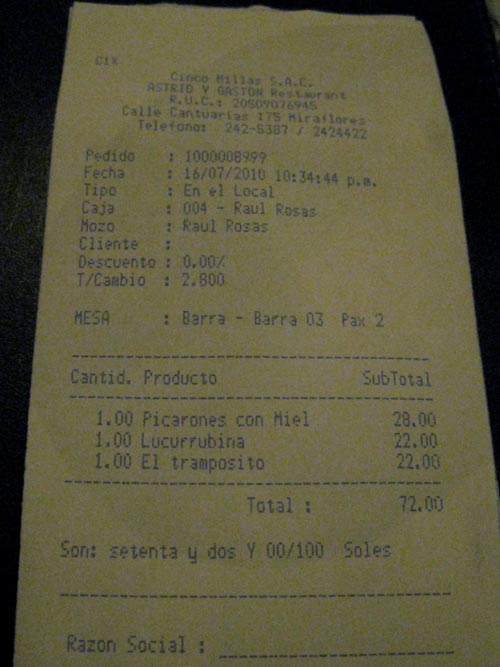 CIX
Cinco Millas S.A.C.
ASTRID Y GASTON Restaurant
R.U.C.: 20509076945
Calle Cantuarias 175 Miraflores
Telefono: 242-5387 / 2424422
Pedido : 1000008999
Fecha : 16/07/2010 10:34:44 p.m.
Tipo : En el Local
Caja : 004 - Raul Rosas
Mozo : Raul Rosas
Cliente :
Descuento : 0.00%
T/Cambio : 2.800
MESA : Barra - Barra 03 Pax 2
Cantid. Producto SubTotal
1.00 Picarones con Miel 28.00
1.00 Lucurrubina 22.00
1.00 El tramposito 22.00
Total : 72.00
Son: setenta y dos Y 00/100 Soles
Razon Social :